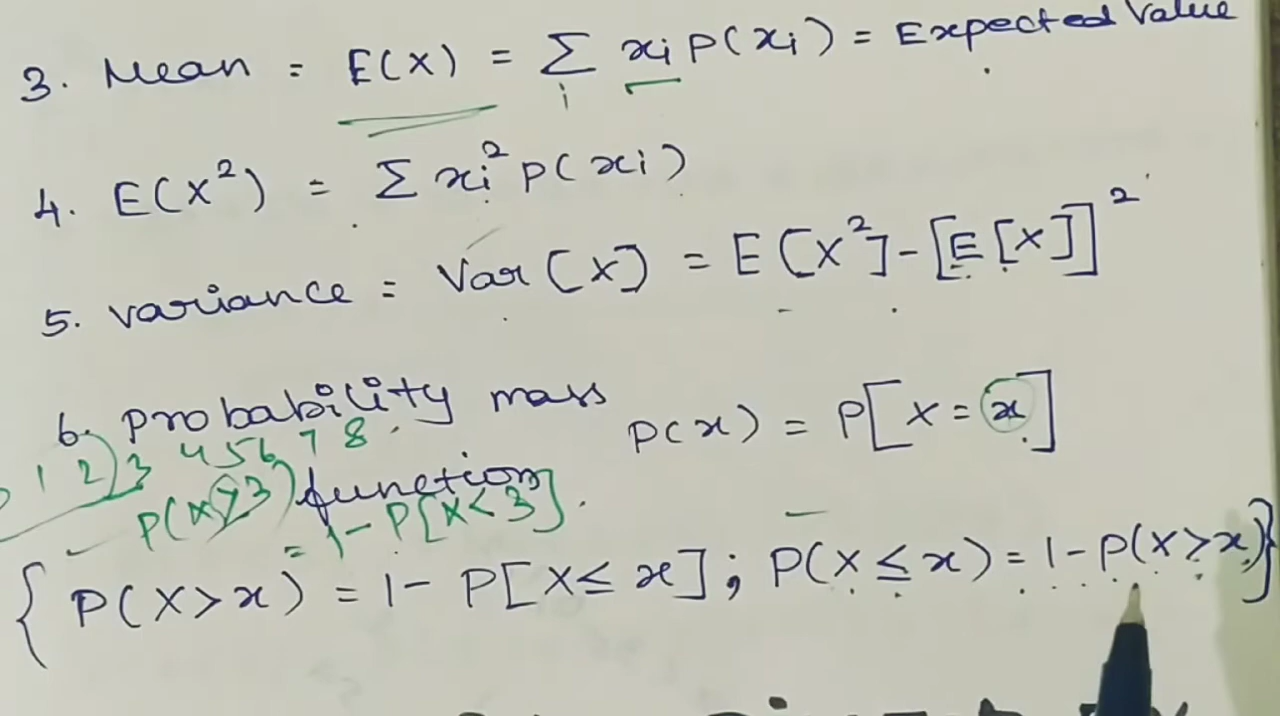 3. Mean = E(X) = Σ xi P(xi) = Expected Value
i
4. E(X²) = Σ xi² P(xi)
5. variance = Var[X] = E[X²] - [E[X]]²
6. probability mass
P(x) = P[X = x]
1 2) 3 4 5 6 7 8
function
P(X≥3)
= 1 - P[X<3].
{ P(X>x) = 1 - P[X≤x] ; P(X≤x) = 1 - P(X>x) }